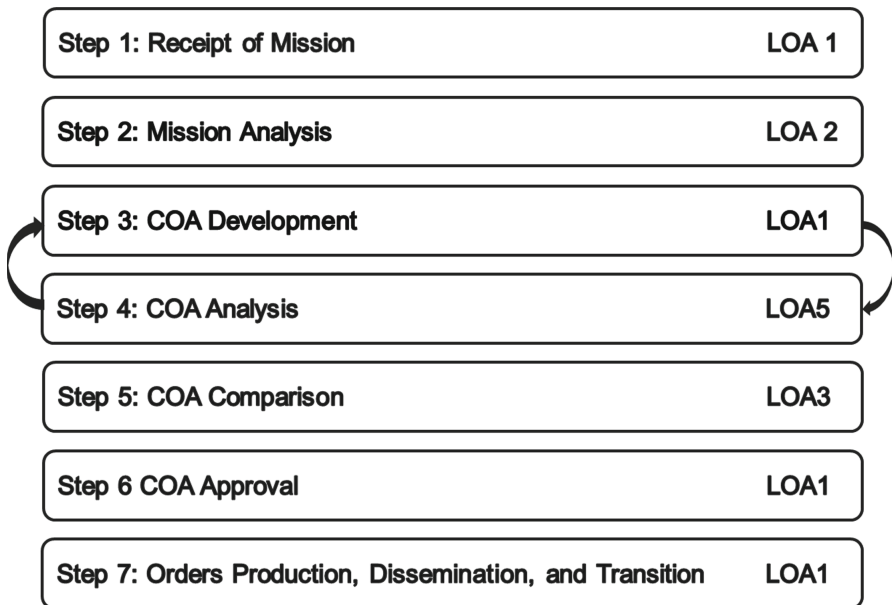 Step 1: Receipt of Mission LOA 1
Step 2: Mission Analysis LOA 2
Step 3: COA Development LOA1
Step 4: COA Analysis LOA5
Step 5: COA Comparison LOA3
Step 6 COA Approval LOA1
Step 7: Orders Production, Dissemination, and Transition LOA1